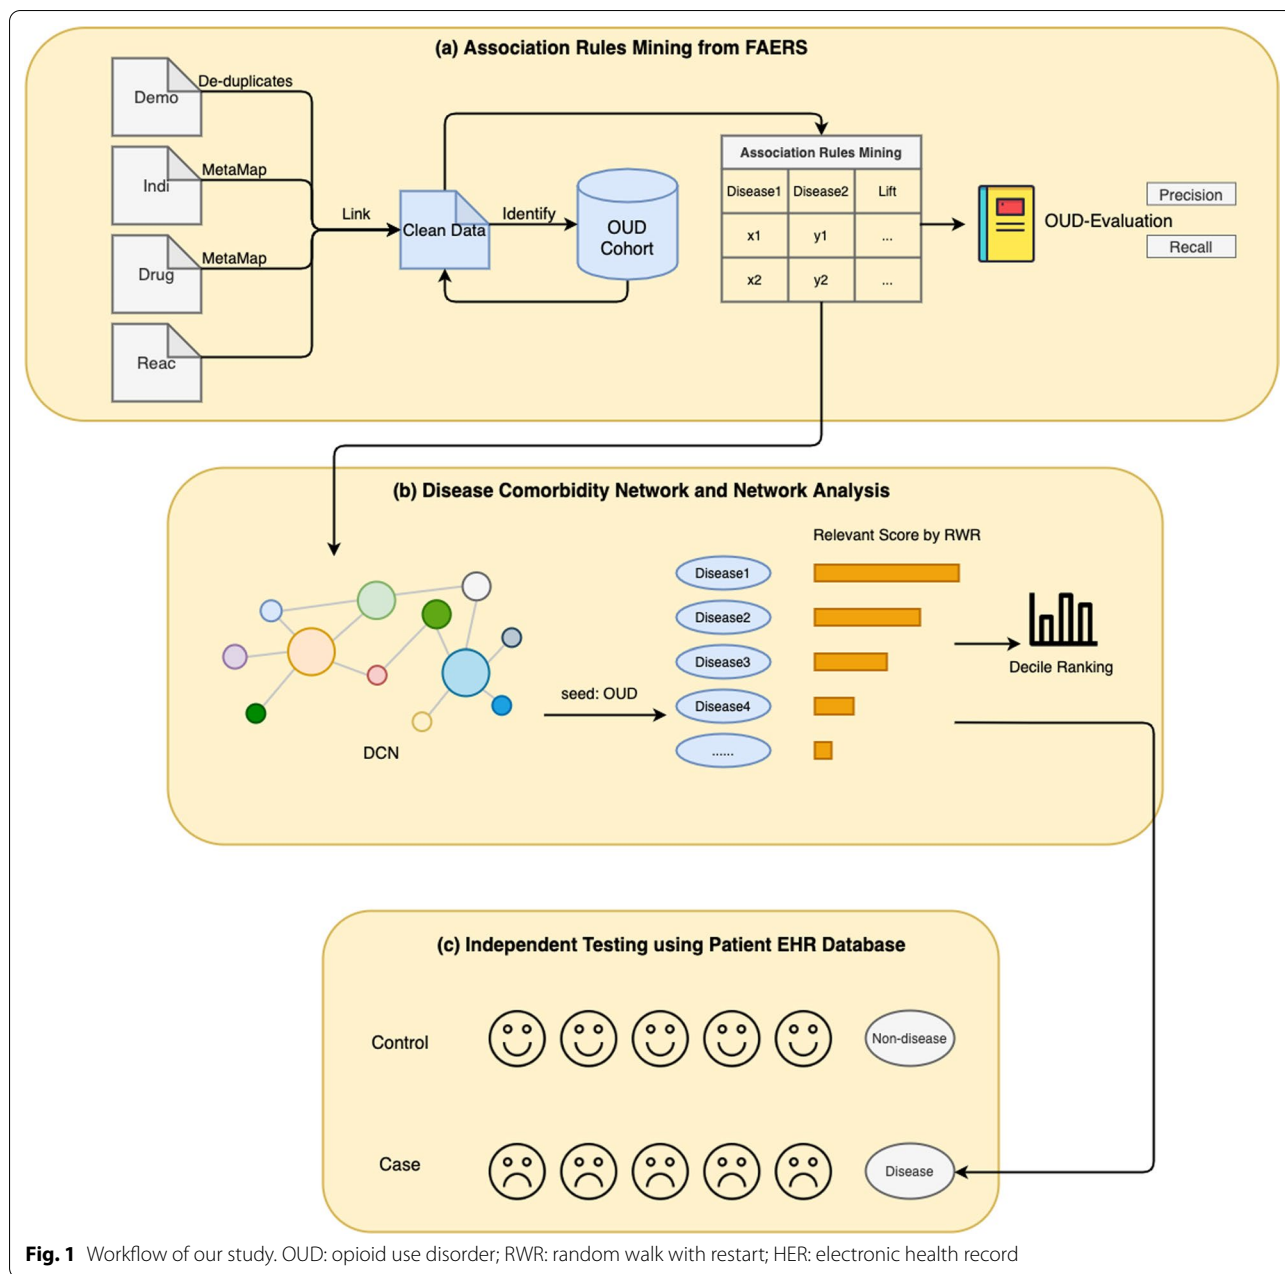 (a) Association Rules Mining from FAERS
Demo
De-duplicates
Indi
MetaMap
Drug
MetaMap
Reac
Link
Clean Data
Identify
OUD
Cohort
Association Rules Mining
Disease1 Disease2 Lift
x1 y1 ...
x2 y2 ...
OUD-Evaluation
Precision
Recall
(b) Disease Comorbidity Network and Network Analysis
DCN
seed: OUD
Relevant Score by RWR
Disease1
Disease2
Disease3
Disease4
......
Decile Ranking
(c) Independent Testing using Patient EHR Database
Control
Non-disease
Case
Disease
Fig. 1 Workflow of our study. OUD: opioid use disorder; RWR: random walk with restart; HER: electronic health record